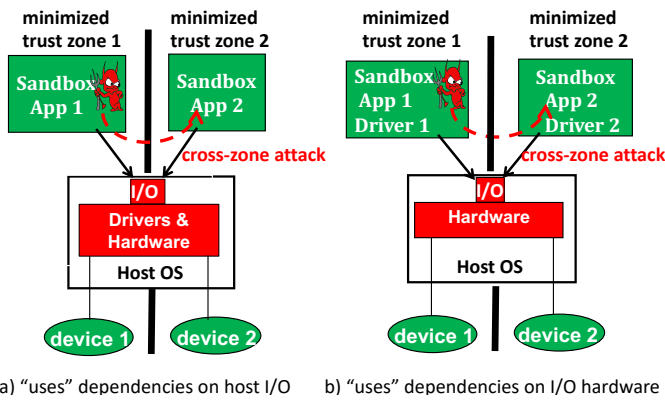 minimized
trust zone 1
minimized
trust zone 2
Sandbox
App 1
Sandbox
App 2
cross-zone attack
I/O
Drivers &
Hardware
Host OS
device 1
device 2
a) “uses” dependencies on host I/O
minimized
trust zone 1
minimized
trust zone 2
Sandbox
App 1
Driver 1
Sandbox
App 2
Driver 2
cross-zone attack
I/O
Hardware
Host OS
device 1
device 2
b) “uses” dependencies on I/O hardware